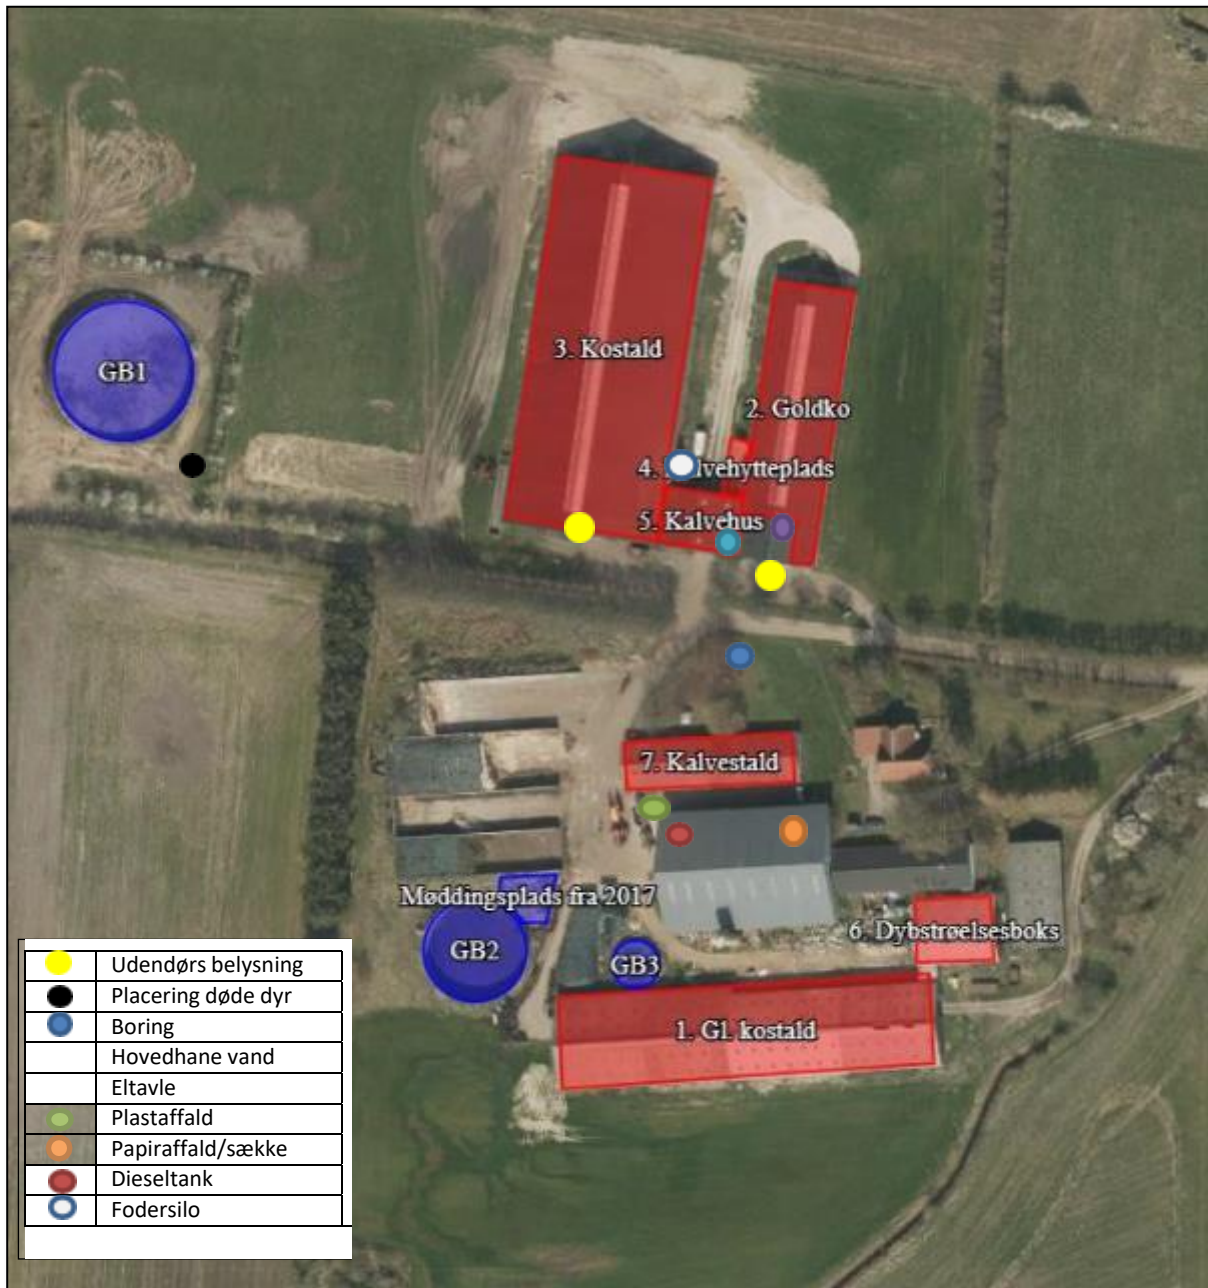 3. Kostald
GB1
2. Goldko
4. Kalvehytteplads
5. Kalvehus
7. Kalvestald
Møddingsplads fra 2017
6. Dybstrøelsesboks
GB2
GB3
1. Gl. kostald
Udendørs belysning
Placering døde dyr
Boring
Hovedhane vand
Eltavle
Plastaffald
Papiraffald/sække
Dieseltank
Fodersilo